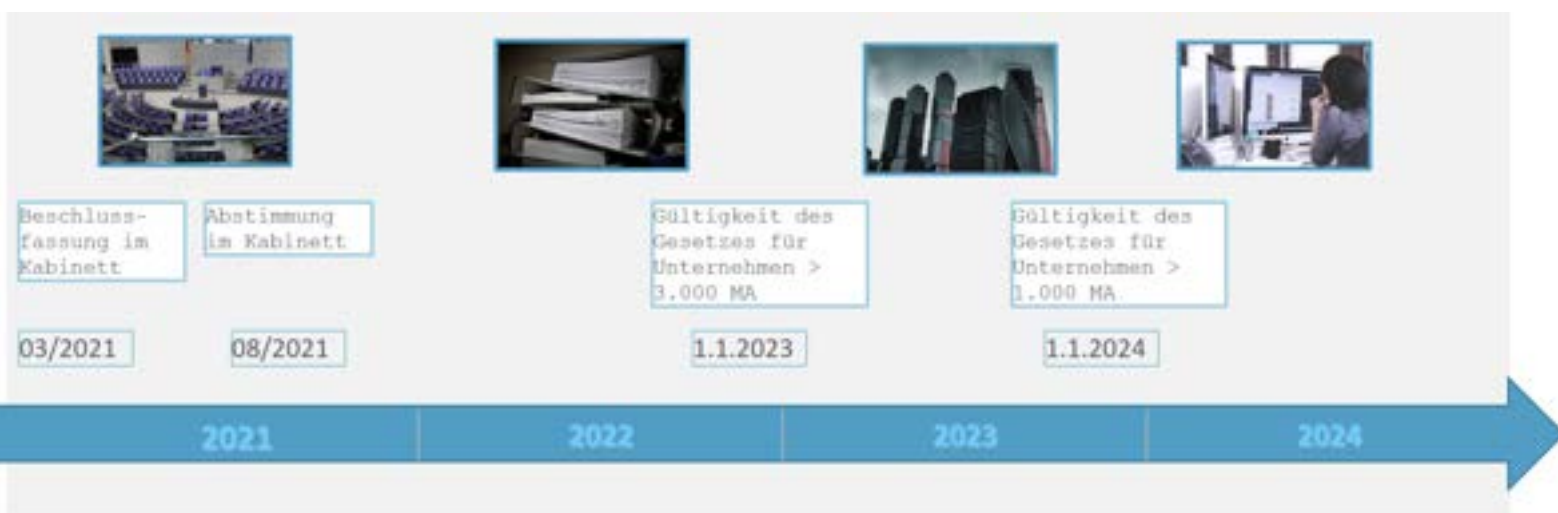 Beschluss-
fassung im
Kabinett
Abstimmung
im Kabinett
Gültigkeit des
Gesetzes für
Unternehmen >
3.000 MA
Gültigkeit des
Gesetzes für
Unternehmen >
1.000 MA
03/2021
08/2021
1.1.2023
1.1.2024
2021
2022
2023
2024